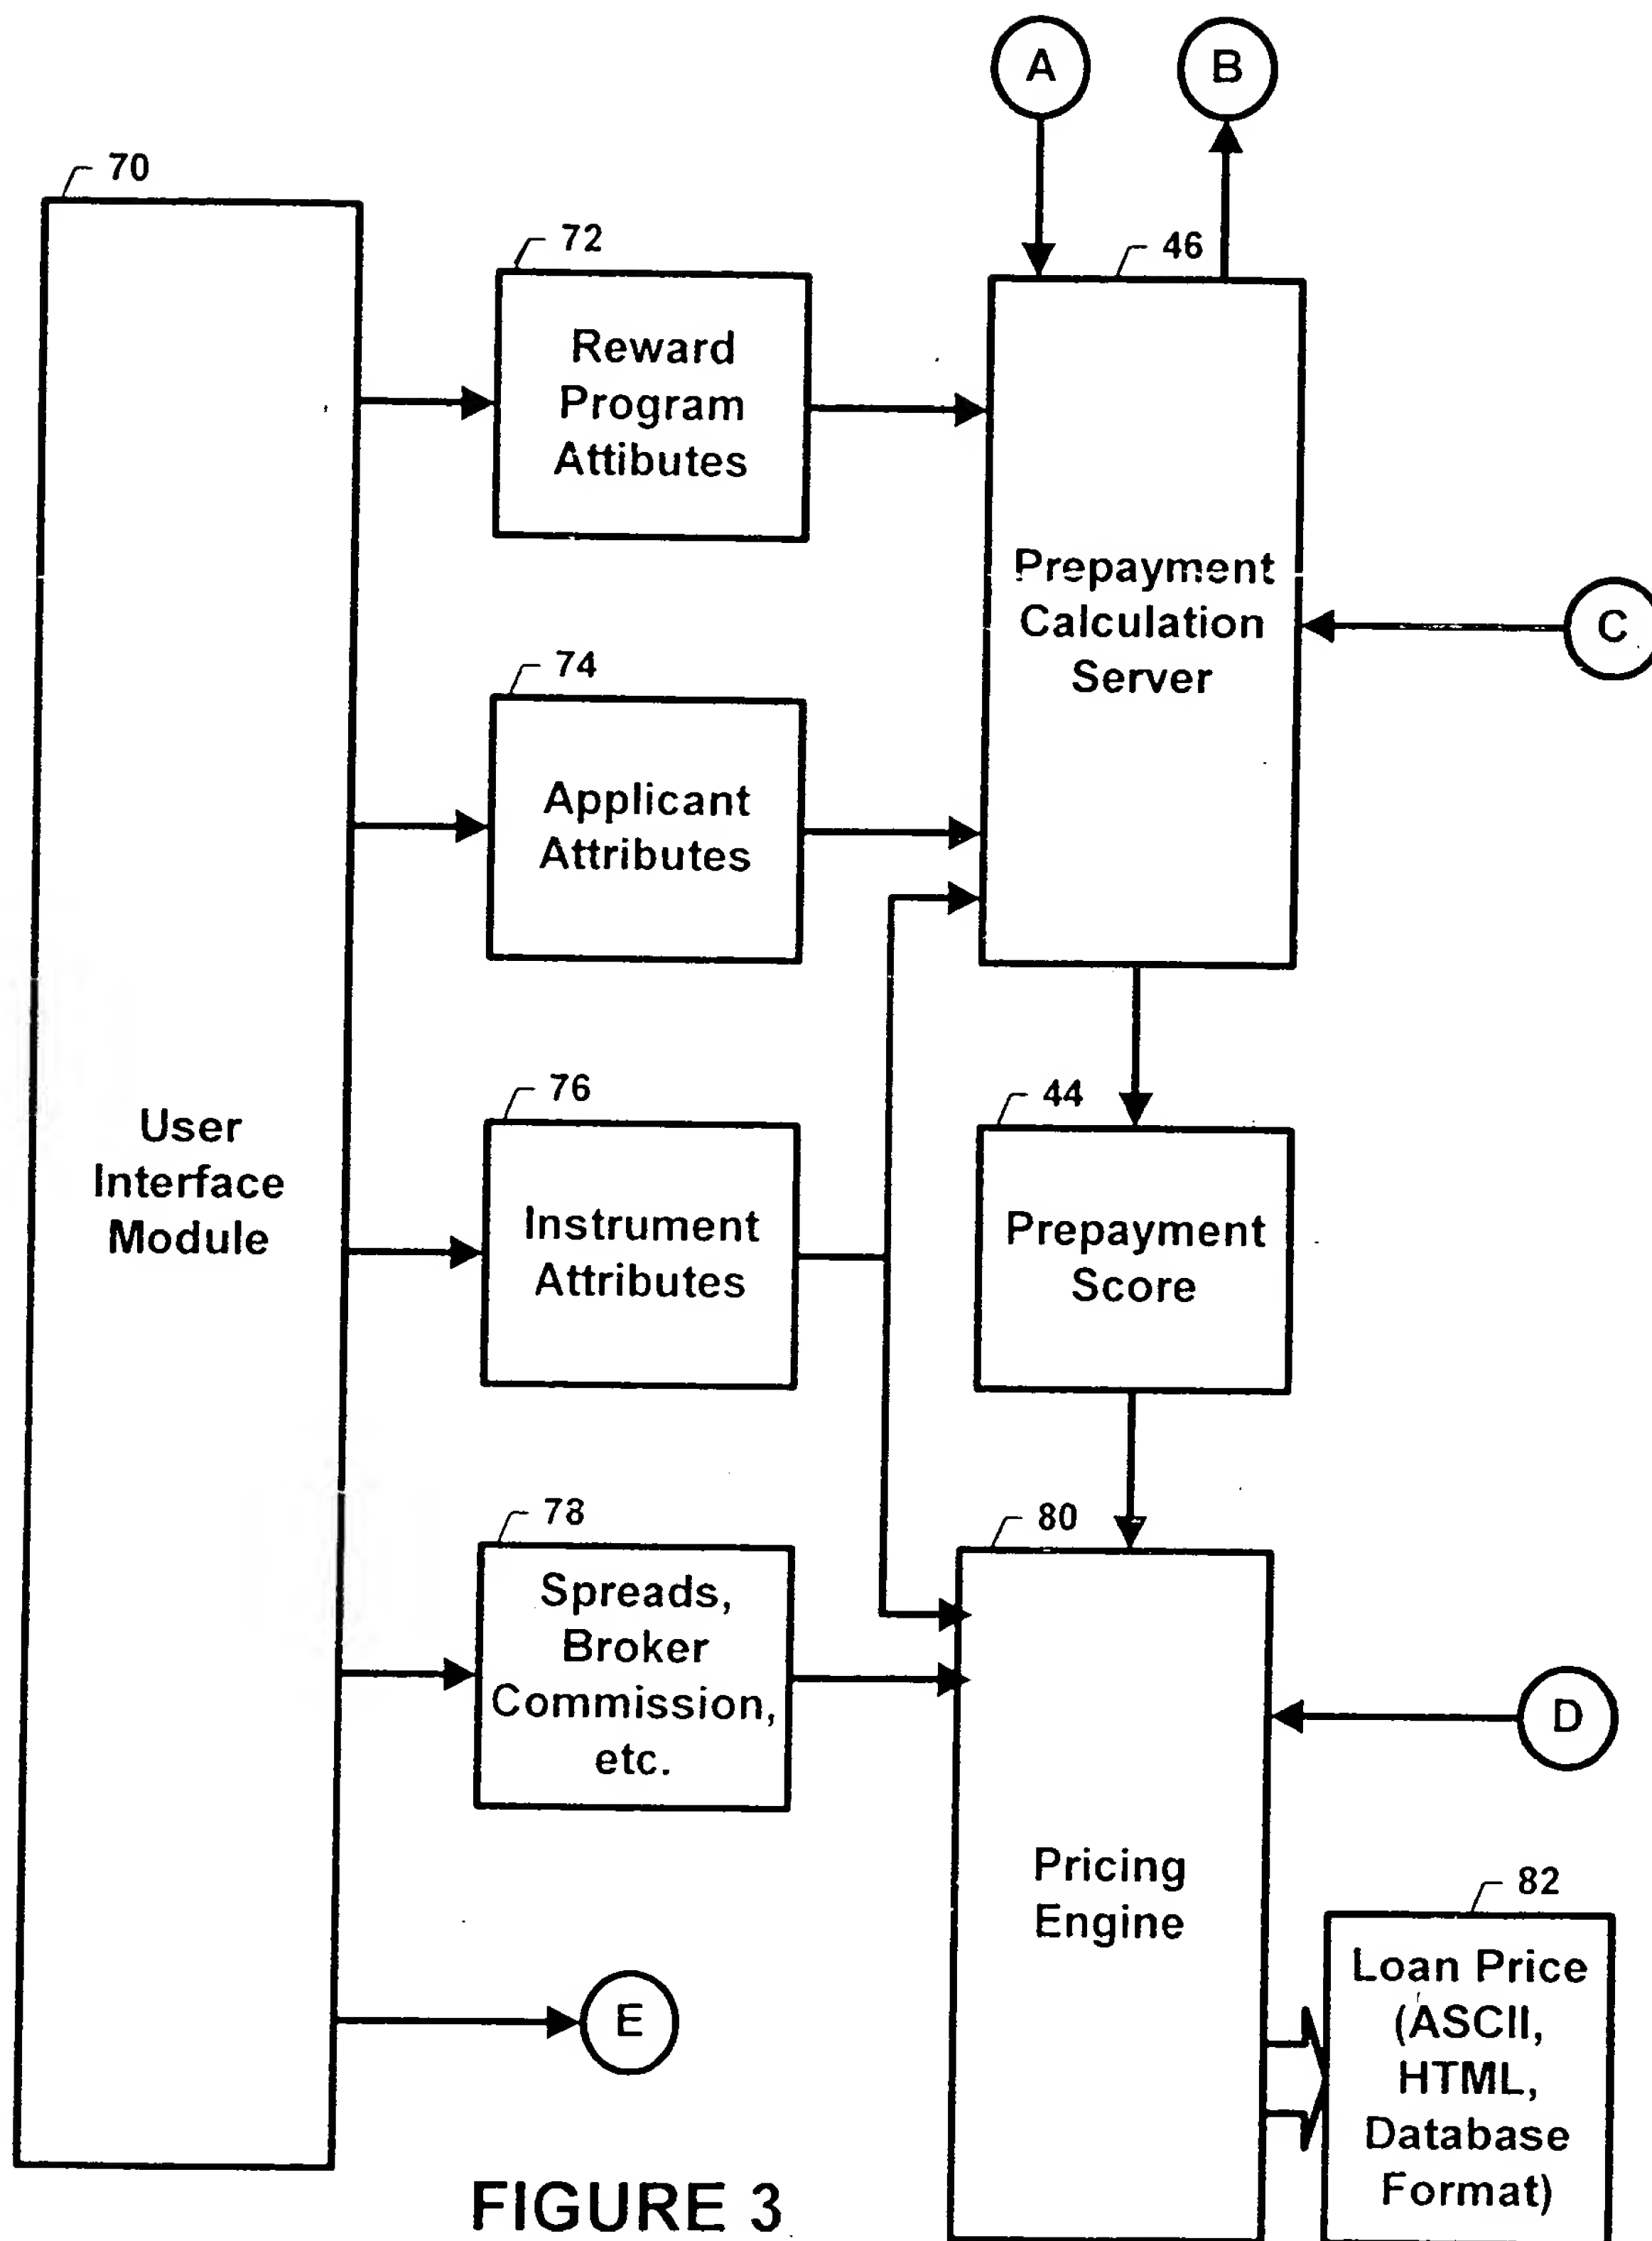 A
B
70
72
46
Reward
Program
Attibutes
Prepayment
Calculation
Server
C
74
Applicant
Attributes
76
44
User
Interface
Module
Instrument
Attributes
Prepayment
Score
78
80
Spreads,
Broker
Commission,
etc.
D
Pricing
Engine
82
Loan Price
(ASCII,
HTML,
Database
Format)
E
FIGURE 3